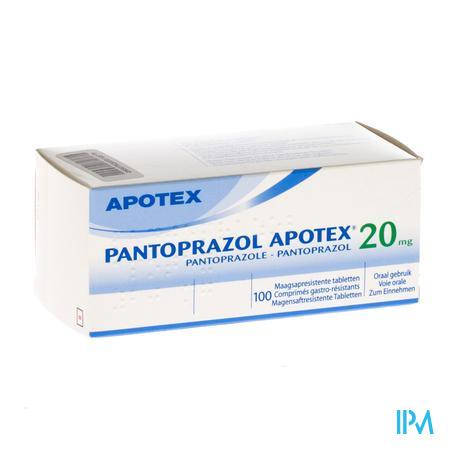 APOTEX
PANTOPRAZOL APOTEX® 20 mg
PANTOPRAZOLE - PANTOPRAZOL
100
Maagsapresistente tabletten
Comprimés gastro-résistants
Magensaftresistente Tabletten
Oraal gebruik
Voie orale
Zum Einnehmen
IPM